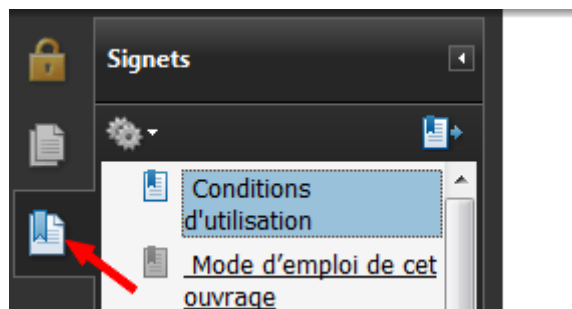 Signets
Conditions
d'utilisation
Mode d’emploi de cet
ouvrage